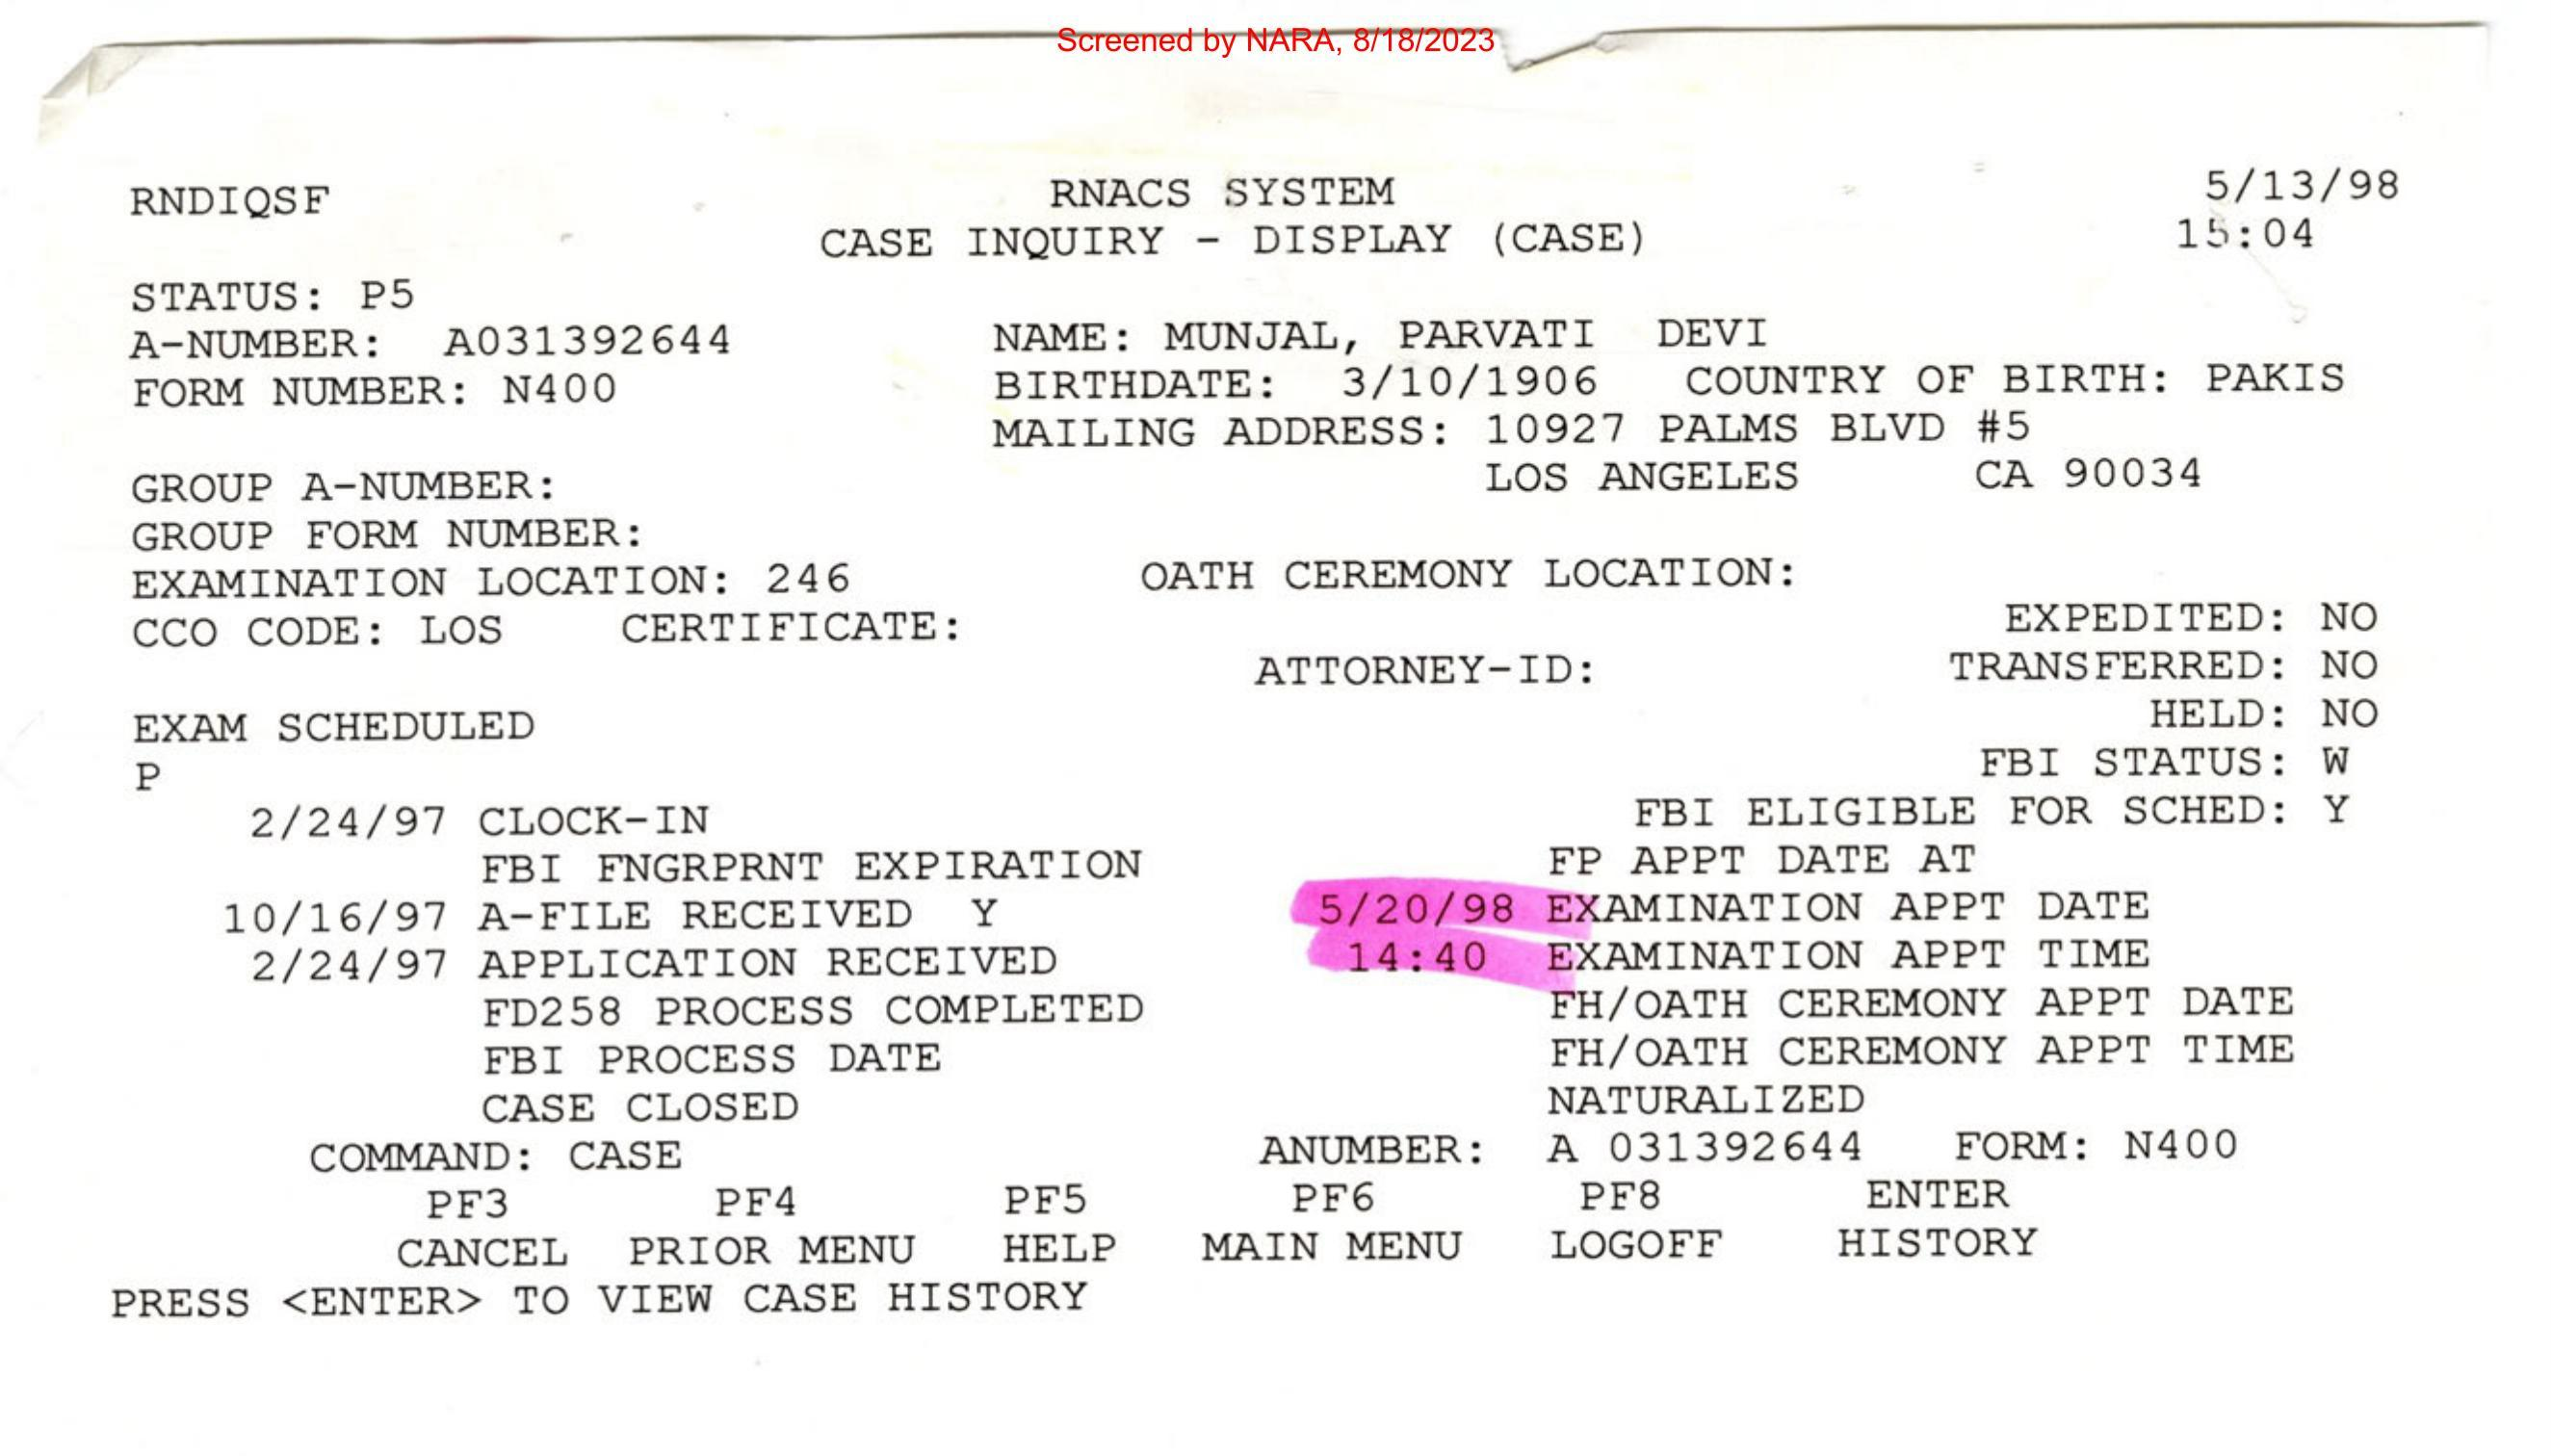 Screened by NARA, 8/18/2023
RNDIQSF RNACS SYSTEM 5/13/98
CASE INQUIRY - DISPLAY (CASE) 15:04
STATUS: P5
A-NUMBER: A031392644 NAME: MUNJAL, PARVATI DEVI
FORM NUMBER: N400 BIRTHDATE: 3/10/1906 COUNTRY OF BIRTH: PAKIS
MAILING ADDRESS: 10927 PALMS BLVD #5
GROUP A-NUMBER: LOS ANGELES CA 90034
GROUP FORM NUMBER:
EXAMINATION LOCATION: 246 OATH CEREMONY LOCATION:
CCO CODE: LOS CERTIFICATE: EXPEDITED: NO
ATTORNEY-ID: TRANSFERRED: NO
EXAM SCHEDULED HELD: NO
P FBI STATUS: W
2/24/97 CLOCK-IN FBI ELIGIBLE FOR SCHED: Y
FBI FNGRPRNT EXPIRATION FP APPT DATE AT
10/16/97 A-FILE RECEIVED Y 5/20/98 EXAMINATION APPT DATE
2/24/97 APPLICATION RECEIVED 14:40 EXAMINATION APPT TIME
FD258 PROCESS COMPLETED FH/OATH CEREMONY APPT DATE
FBI PROCESS DATE FH/OATH CEREMONY APPT TIME
CASE CLOSED NATURALIZED
COMMAND: CASE ANUMBER: A 031392644 FORM: N400
PF3 PF4 PF5 PF6 PF8 ENTER
CANCEL PRIOR MENU HELP MAIN MENU LOGOFF HISTORY
PRESS <ENTER> TO VIEW CASE HISTORY